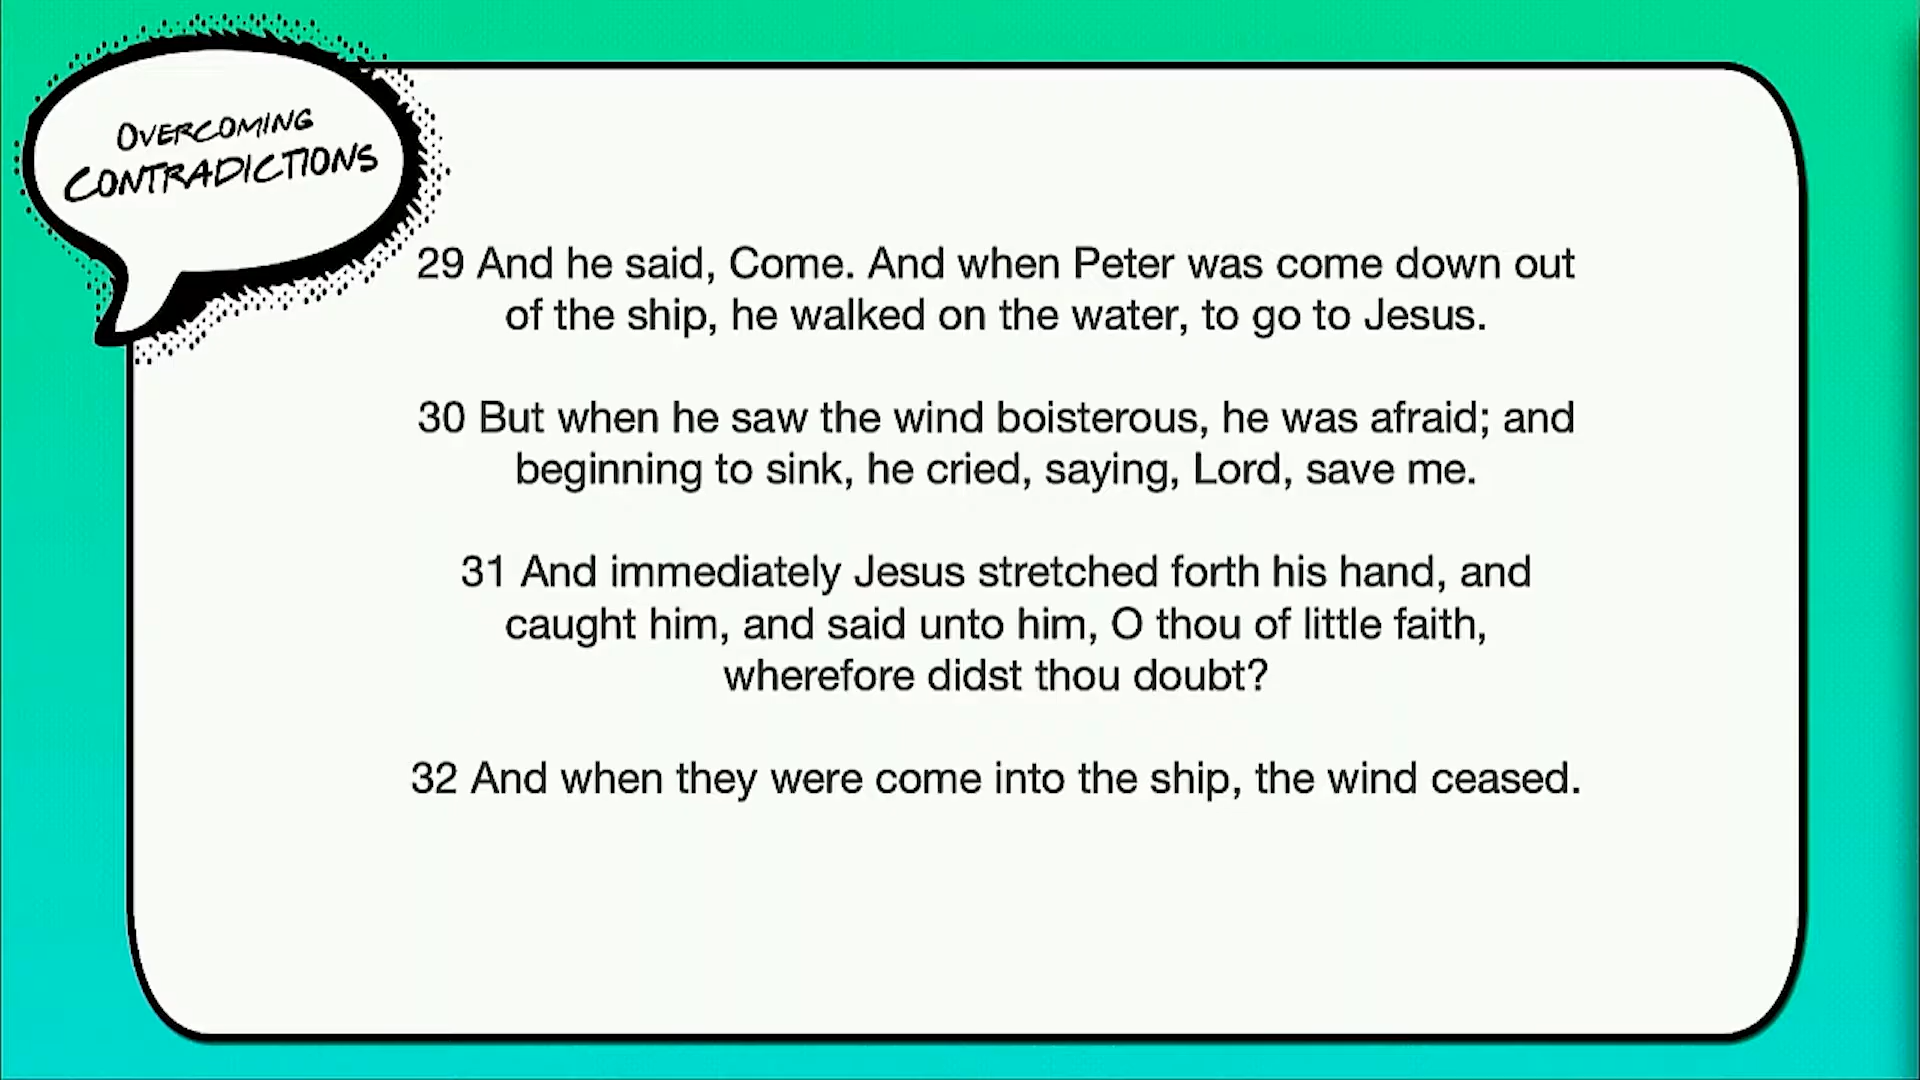 OVERCOMING
CONTRADICTIONS
29 And he said, Come. And when Peter was come down out
of the ship, he walked on the water, to go to Jesus.
30 But when he saw the wind boisterous, he was afraid; and
beginning to sink, he cried, saying, Lord, save me.
31 And immediately Jesus stretched forth his hand, and
caught him, and said unto him, O thou of little faith,
wherefore didst thou doubt?
32 And when they were come into the ship, the wind ceased.